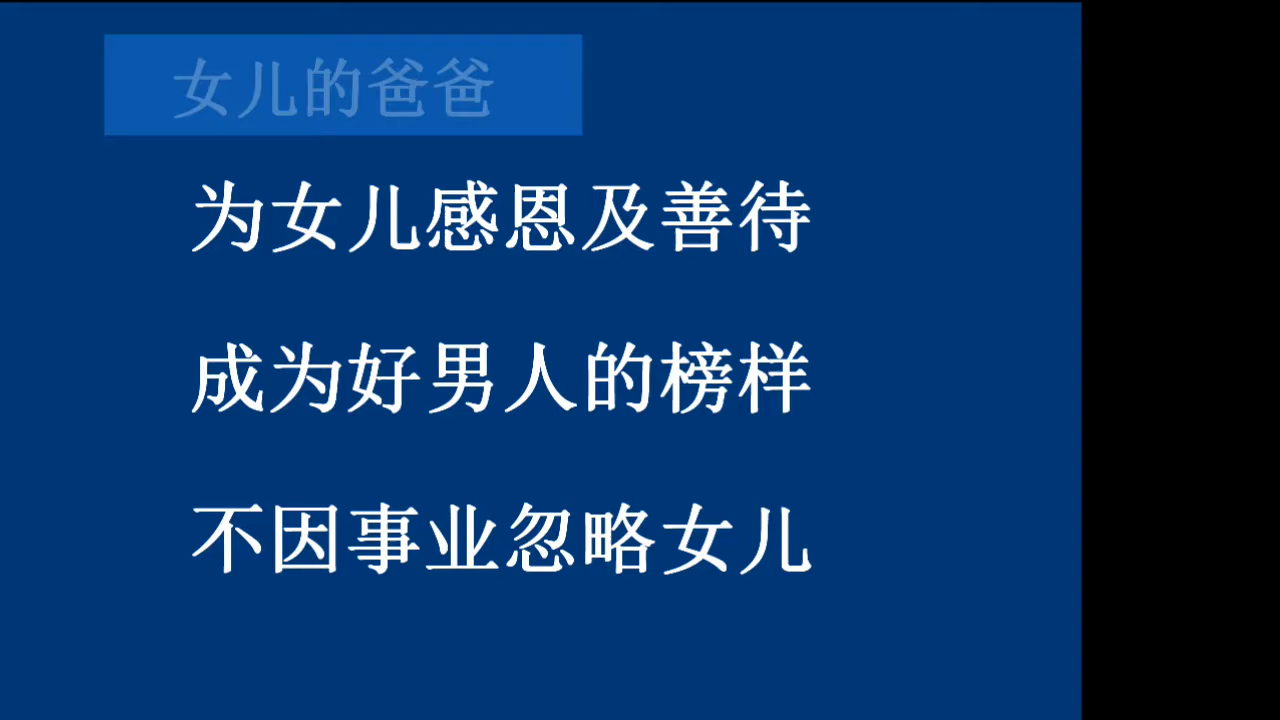 女儿的爸爸
为女儿感恩及善待
成为好男人的榜样
不因事业忽略女儿